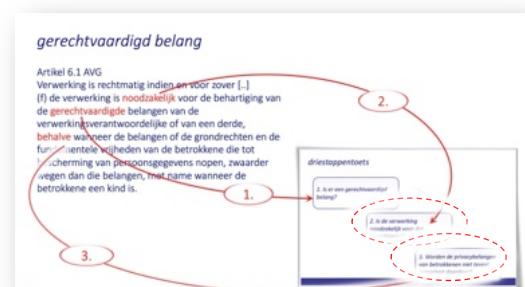 gerechtvaardigd belang
Artikel 6.1 AVG
Verwerking is rechtmatig indien en voor zover [..]
(f) de verwerking is noodzakelijk voor de behartiging van
de gerechtvaardigde belangen van de
verwerkingsverantwoordelijke of van een derde,
behalve wanneer de belangen of de grondrechten en de
vrijheden van de betrokkene die tot
bescherming van persoonsgegevens nopen, zwaarder
wegen dan die belangen, met name wanneer de
betrokkene een kind is.
2.
1.
3.
driestappentoets
1. Is er een gerechtvaardigd
belang?
2. Is de verwerking
noodzakelijk voor
3. Worden de privacybelangen
van betrokkenen niet